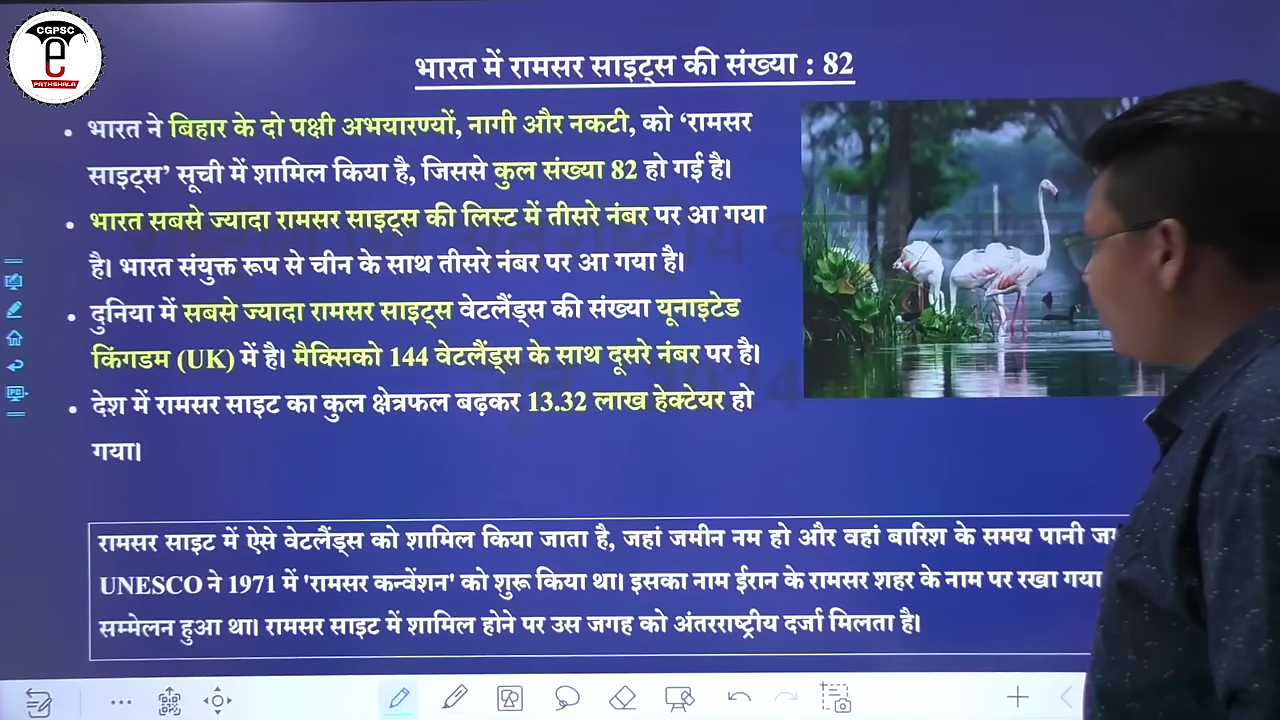 CGPSC
e
PATHSHALA
भारत में रामसर साइट्स की संख्या : 82
• भारत ने बिहार के दो पक्षी अभयारण्यों, नागी और नकटी, को ‘रामसर
साइट्स’ सूची में शामिल किया है, जिससे कुल संख्या 82 हो गई है।
• भारत सबसे ज्यादा रामसर साइट्स की लिस्ट में तीसरे नंबर पर आ गया
है। भारत संयुक्त रूप से चीन के साथ तीसरे नंबर पर आ गया है।
• दुनिया में सबसे ज्यादा रामसर साइट्स वेटलैंड्स की संख्या यूनाइटेड
किंगडम (UK) में है। मैक्सिको 144 वेटलैंड्स के साथ दूसरे नंबर पर है।
• देश में रामसर साइट का कुल क्षेत्रफल बढ़कर 13.32 लाख हेक्टेयर हो
गया।
रामसर साइट में ऐसे वेटलैंड्स को शामिल किया जाता है, जहां जमीन नम हो और वहां बारिश के समय पानी
UNESCO ने 1971 में 'रामसर कन्वेंशन' को शुरू किया था। इसका नाम ईरान के रामसर शहर के नाम पर रखा गया
सम्मेलन हुआ था। रामसर साइट में शामिल होने पर उस जगह को अंतरराष्ट्रीय दर्जा मिलता है।